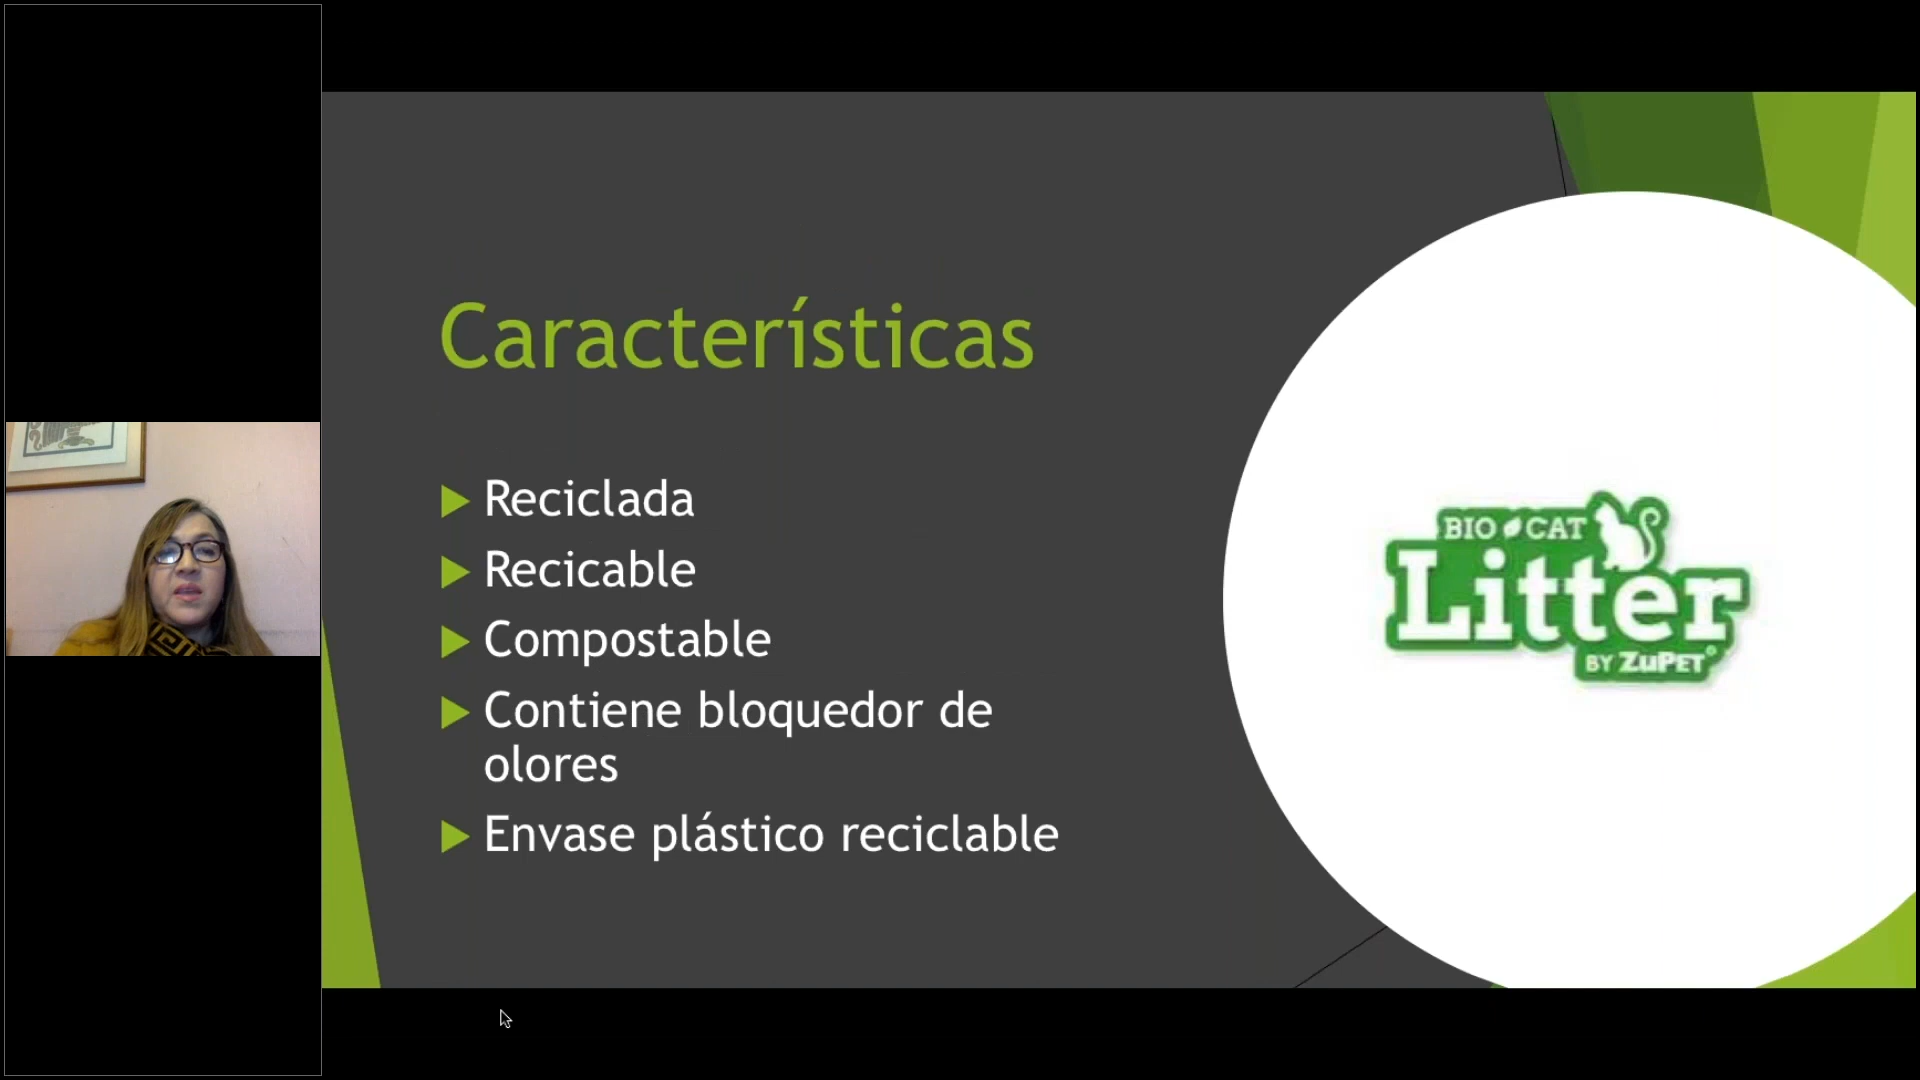 Características
Reciclada
Recicable
Compostable
Contiene bloquedor de
olores
Envase plástico reciclable
BIO CAT
Litter
BY ZuPET®